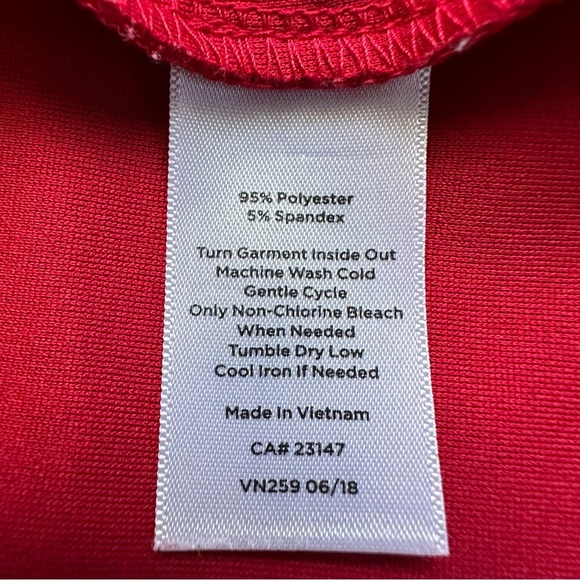 95% Polyester
5% Spandex
Turn Garment Inside Out
Machine Wash Cold
Gentle Cycle
Only Non-Chlorine Bleach
When Needed
Tumble Dry Low
Cool Iron If Needed
Made In Vietnam
CA# 23147
VN259 06/18